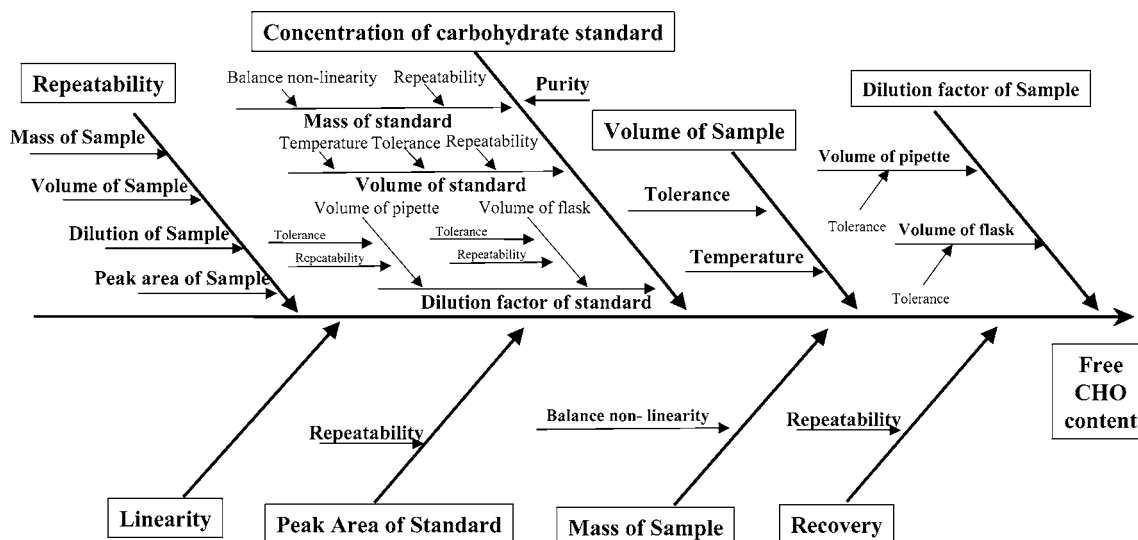 Concentration of carbohydrate standard
Repeatability
Balance non-linearity
Repeatability
Purity
Dilution factor of Sample
Mass of Sample
Mass of standard
Volume of Sample
Temperature
Tolerance
Repeatability
Volume of pipette
Volume of Sample
Volume of standard
Tolerance
Volume of pipette
Volume of flask
Tolerance
Volume of flask
Dilution of Sample
Tolerance
Repeatability
Tolerance
Repeatability
Temperature
Tolerance
Peak area of Sample
Dilution factor of standard
Free
CHO
content
Repeatability
Balance non- linearity
Repeatability
Linearity
Peak Area of Standard
Mass of Sample
Recovery